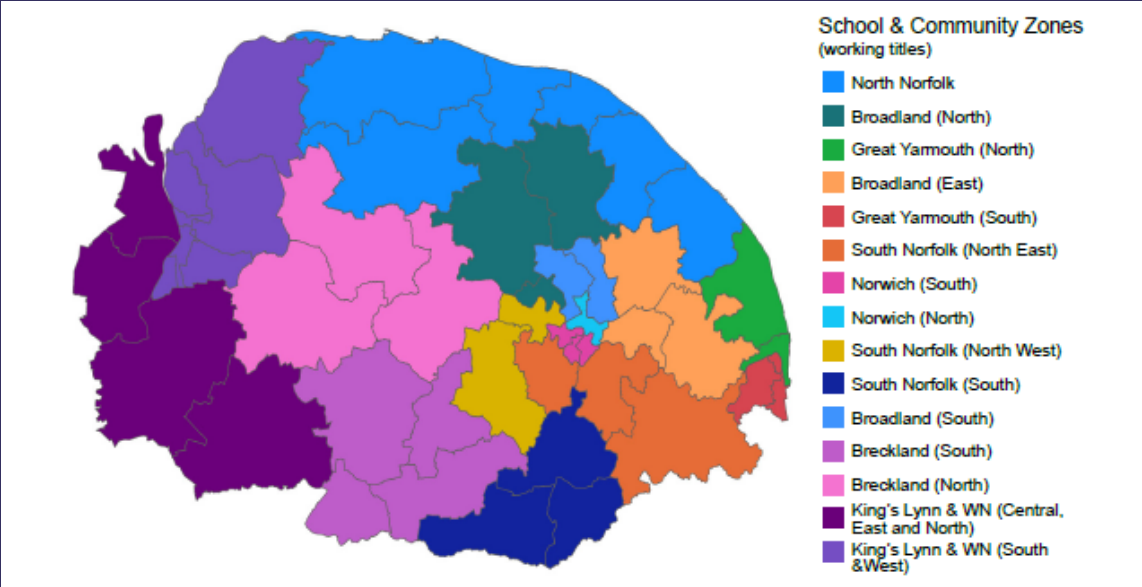 School & Community Zones
(working titles)
North Norfolk
Broadland (North)
Great Yarmouth (North)
Broadland (East)
Great Yarmouth (South)
South Norfolk (North East)
Norwich (South)
Norwich (North)
South Norfolk (North West)
South Norfolk (South)
Broadland (South)
Breckland (South)
Breckland (North)
King's Lynn & WN (Central,
East and North)
King's Lynn & WN (South
&West)